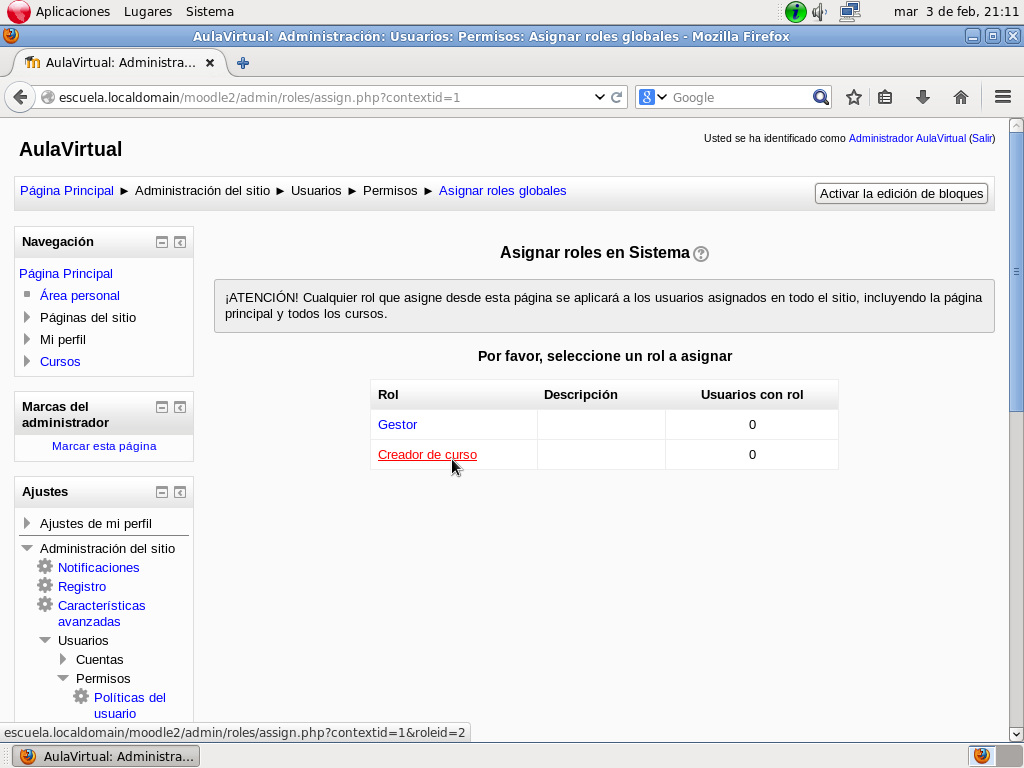 Aplicaciones Lugares Sistema mar 3 de feb, 21:11
AulaVirtual: Administración: Usuarios: Permisos: Asignar roles globales - Mozilla Firefox
AulaVirtual: Administra...
escuela.localdomain/moodle2/admin/roles/assign.php?contextid=1 Google
Usted se ha identificado como Administrador AulaVirtual (Salir)
AulaVirtual
Página Principal ► Administración del sitio ► Usuarios ► Permisos ► Asignar roles globales Activar la edición de bloques
Navegación
Página Principal
Área personal
Páginas del sitio
Mi perfil
Cursos
Marcas del
administrador
Marcar esta página
Ajustes
Ajustes de mi perfil
Administración del sitio
Notificaciones
Registro
Características
avanzadas
Usuarios
Cuentas
Permisos
Políticas del
usuario
Asignar roles en Sistema
¡ATENCIÓN! Cualquier rol que asigne desde esta página se aplicará a los usuarios asignados en todo el sitio, incluyendo la página
principal y todos los cursos.
Por favor, seleccione un rol a asignar
Rol Descripción Usuarios con rol
Gestor 0
Creador de curso 0
escuela.localdomain/moodle2/admin/roles/assign.php?contextid=1&roleid=2
AulaVirtual: Administra...